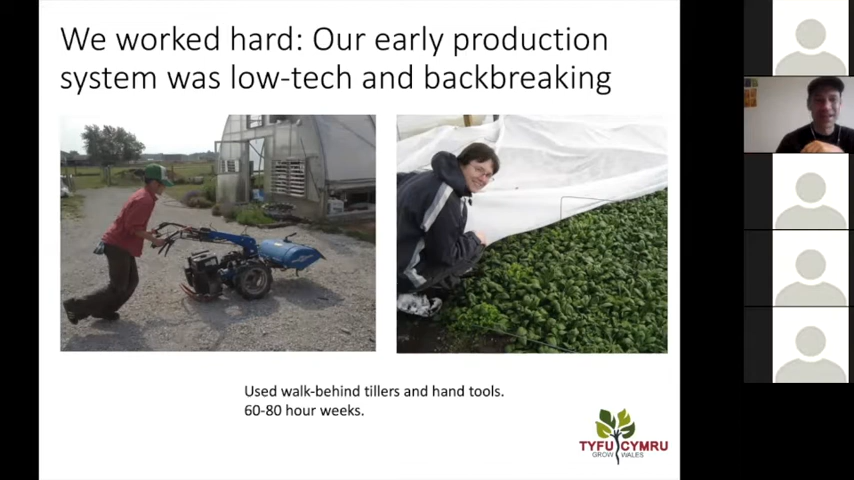 We worked hard: Our early production
system was low-tech and backbreaking
Used walk-behind tillers and hand tools.
60-80 hour weeks.
TYFU CYMRU
GROW WALES